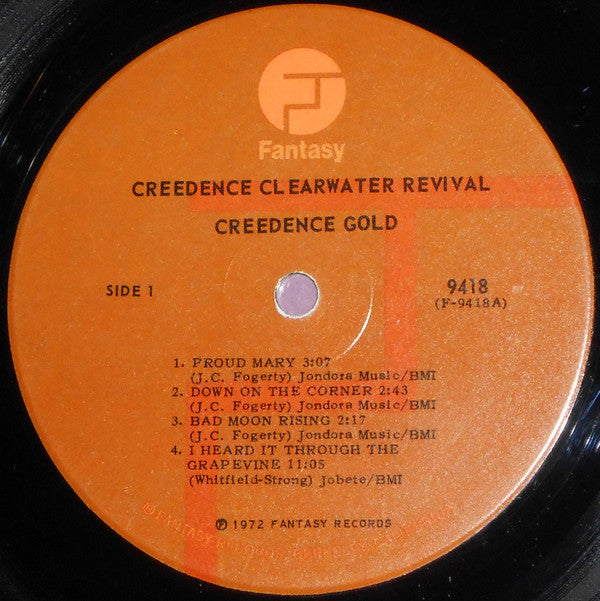 Fantasy
CREEDENCE CLEARWATER REVIVAL
CREEDENCE GOLD
SIDE 1
9418
(F-9418A)
1. PROUD MARY 3:07
(J.C. Fogerty) Jondora Music/BMI
2. DOWN ON THE CORNER 2:43
(J.C. Fogerty) Jondora Music/BMI
3. BAD MOON RISING 2:17
(J.C. Fogerty) Jondora Music/BMI
4. I HEARD IT THROUGH THE
GRAPEVINE 11:05
(Whitfield-Strong) Jobete/BMI
℗ 1972 FANTASY RECORDS
FANTASY